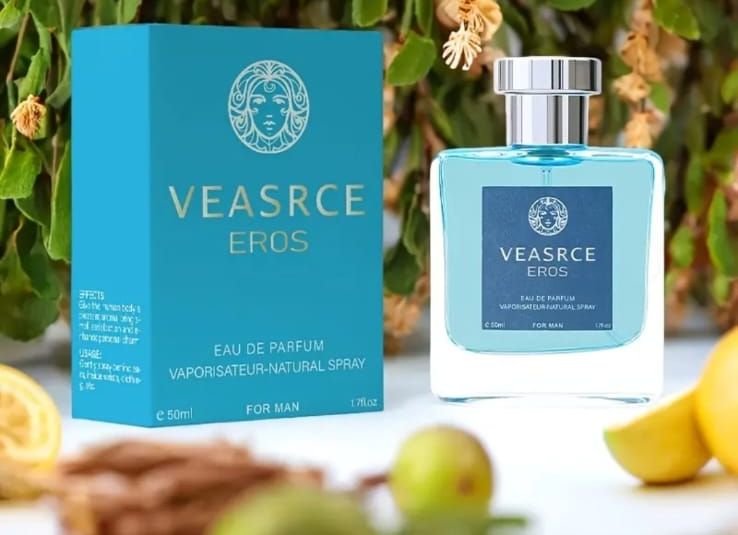 VEASRCE
EROS
EFFECTS
USAGE:
EAU DE PARFUM
VAPORISATEUR-NATURAL SPRAY
e 50ml
FOR MAN
1.7fl.oz
VEASRCE
EROS
EAU DE PARFUM
VAPORISATEUR-NATURAL SPRAY
e 50ml
FOR MAN
1.7fl.oz